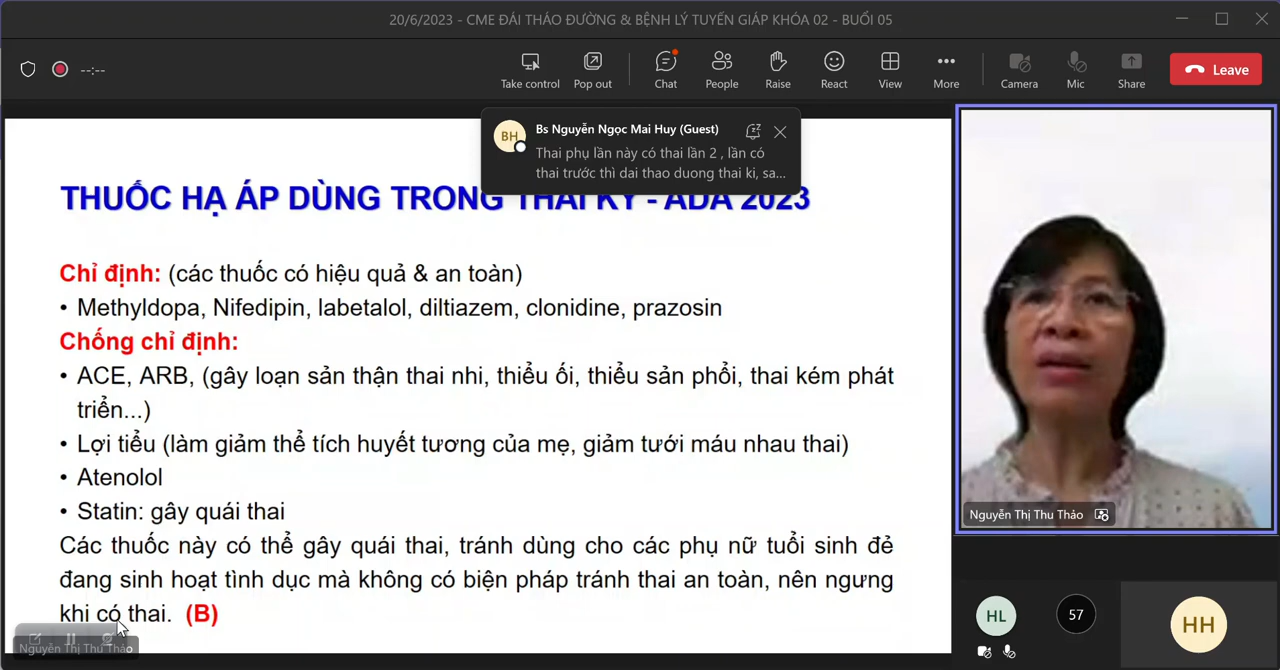 20/6/2023 - CME ĐÁI THÁO ĐƯỜNG & BỆNH LÝ TUYẾN GIÁP KHÓA 02 - BUỔI 05
--:--
Take control
Pop out
Chat
People
Raise
React
View
More
Camera
Mic
Share
Leave
BH
Bs Nguyễn Ngọc Mai Huy (Guest)
Thai phụ lần này có thai lần 2 , lần có
thai trước thì dai thao duong thai ki, sa...
THUỐC HẠ ÁP DÙNG TRONG THAI KỲ - ADA 2023
Chỉ định: (các thuốc có hiệu quả & an toàn)
• Methyldopa, Nifedipin, labetalol, diltiazem, clonidine, prazosin
Chống chỉ định:
• ACE, ARB, (gây loạn sản thận thai nhi, thiểu ối, thiểu sản phổi, thai kém phát
triển...)
• Lợi tiểu (làm giảm thể tích huyết tương của mẹ, giảm tưới máu nhau thai)
• Atenolol
• Statin: gây quái thai
Các thuốc này có thể gây quái thai, tránh dùng cho các phụ nữ tuổi sinh đẻ
đang sinh hoạt tình dục mà không có biện pháp tránh thai an toàn, nên ngưng
khi có thai. (B)
Nguyễn Thị Thu Thảo
Nguyễn Thị Thu Thảo
HL
57
HH